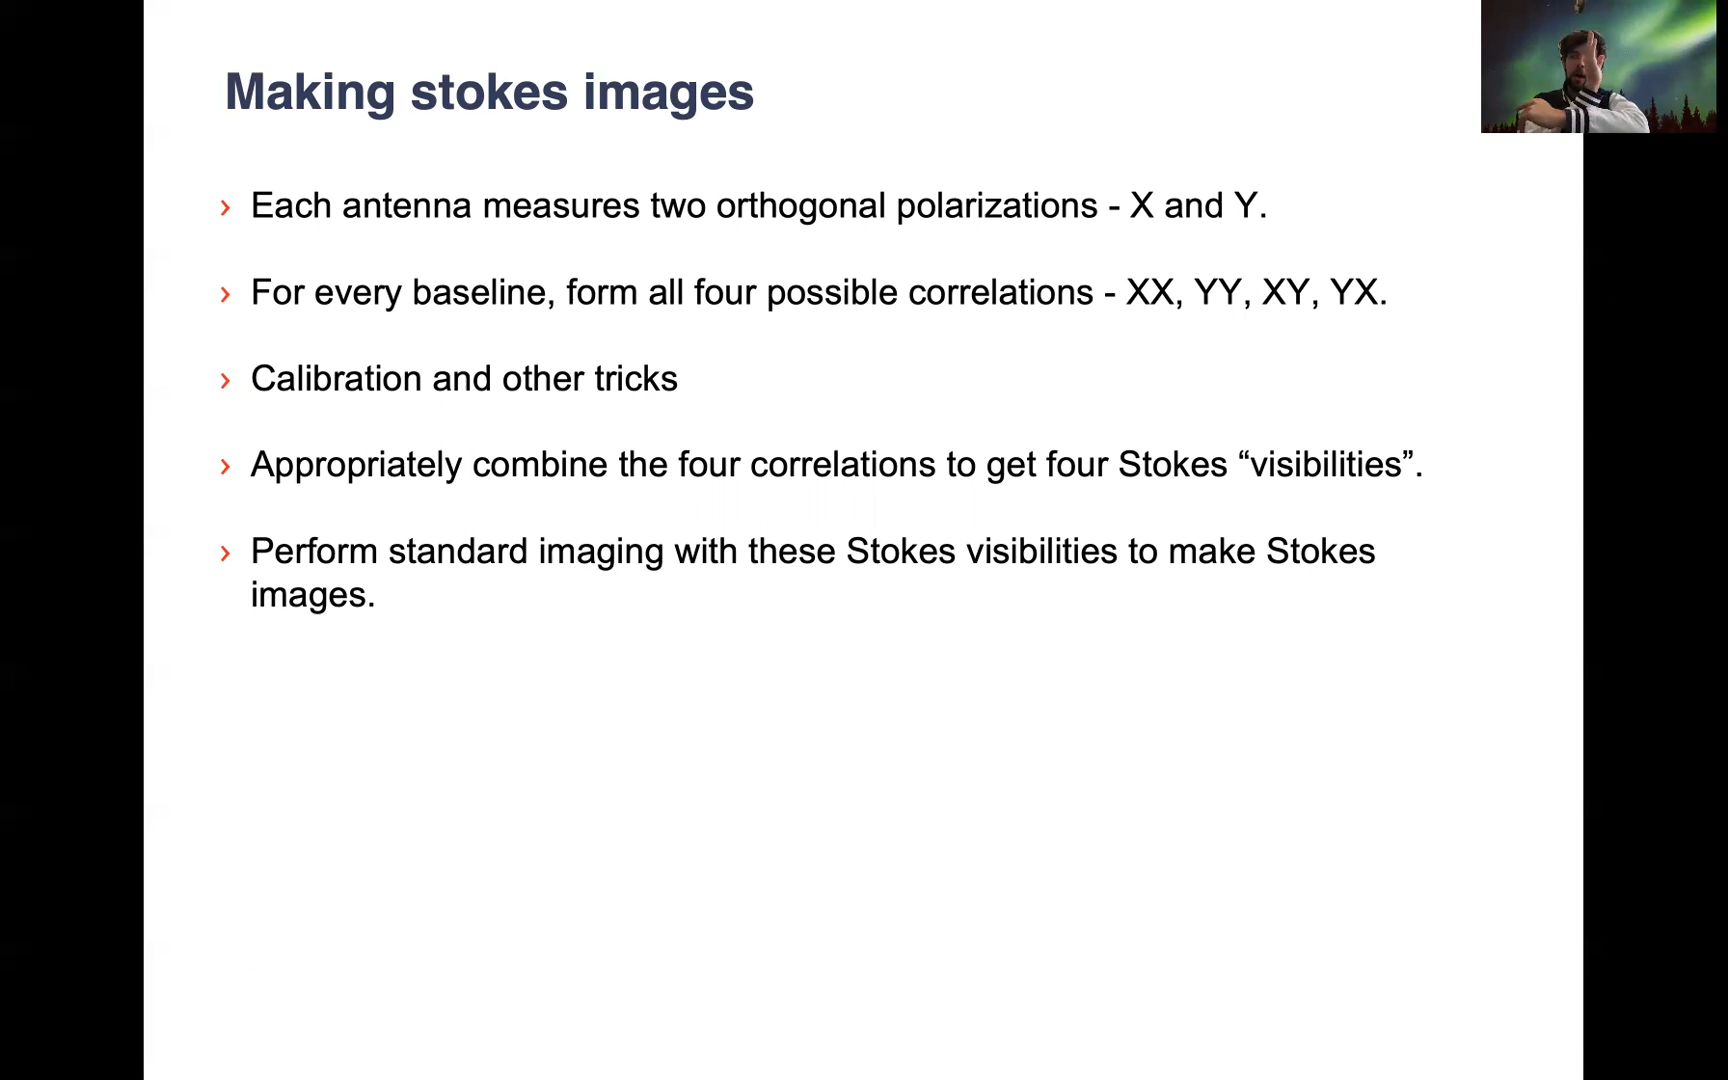 Making stokes images
› Each antenna measures two orthogonal polarizations - X and Y.
› For every baseline, form all four possible correlations - XX, YY, XY, YX.
› Calibration and other tricks
› Appropriately combine the four correlations to get four Stokes “visibilities”.
› Perform standard imaging with these Stokes visibilities to make Stokes
images.